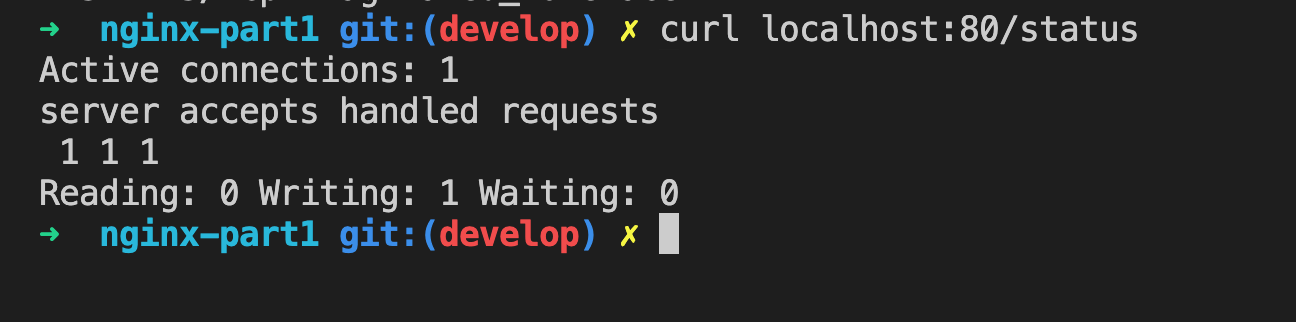 ➜  nginx-part1 git:(develop) ✗ curl localhost:80/status
Active connections: 1
server accepts handled requests
 1 1 1
Reading: 0 Writing: 1 Waiting: 0
➜  nginx-part1 git:(develop) ✗